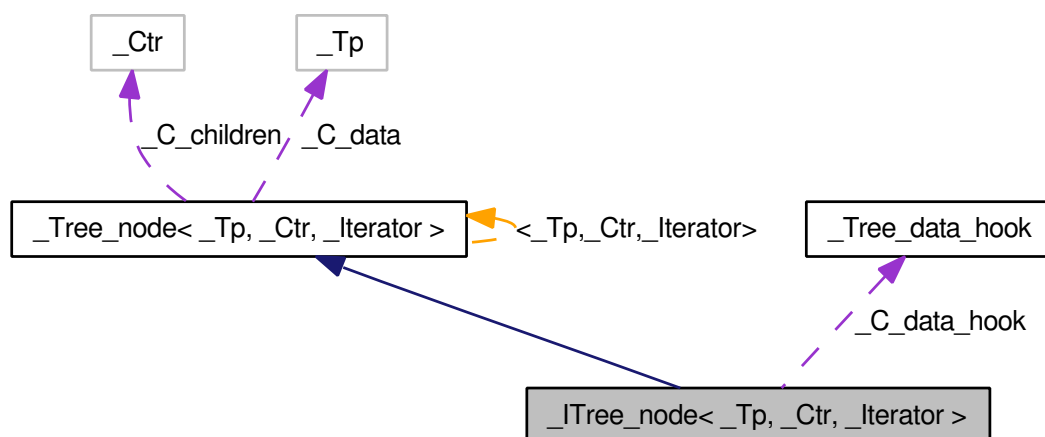 _Ctr
_Tp
_C_children
_C_data
_Tree_node< _Tp, _Ctr, _Iterator >
<_Tp,_Ctr,_Iterator>
_Tree_data_hook
_C_data_hook
_ITree_node< _Tp, _Ctr, _Iterator >